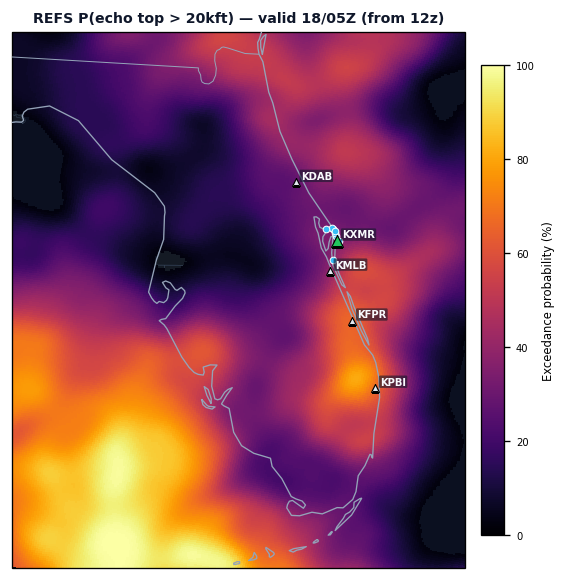 REFS P(echo top > 20kft) — valid 18/05Z (from 12z)
KDAB
KXMR
KMLB
KFPR
KPBI
100
80
60
40
20
0
Exceedance probability (%)